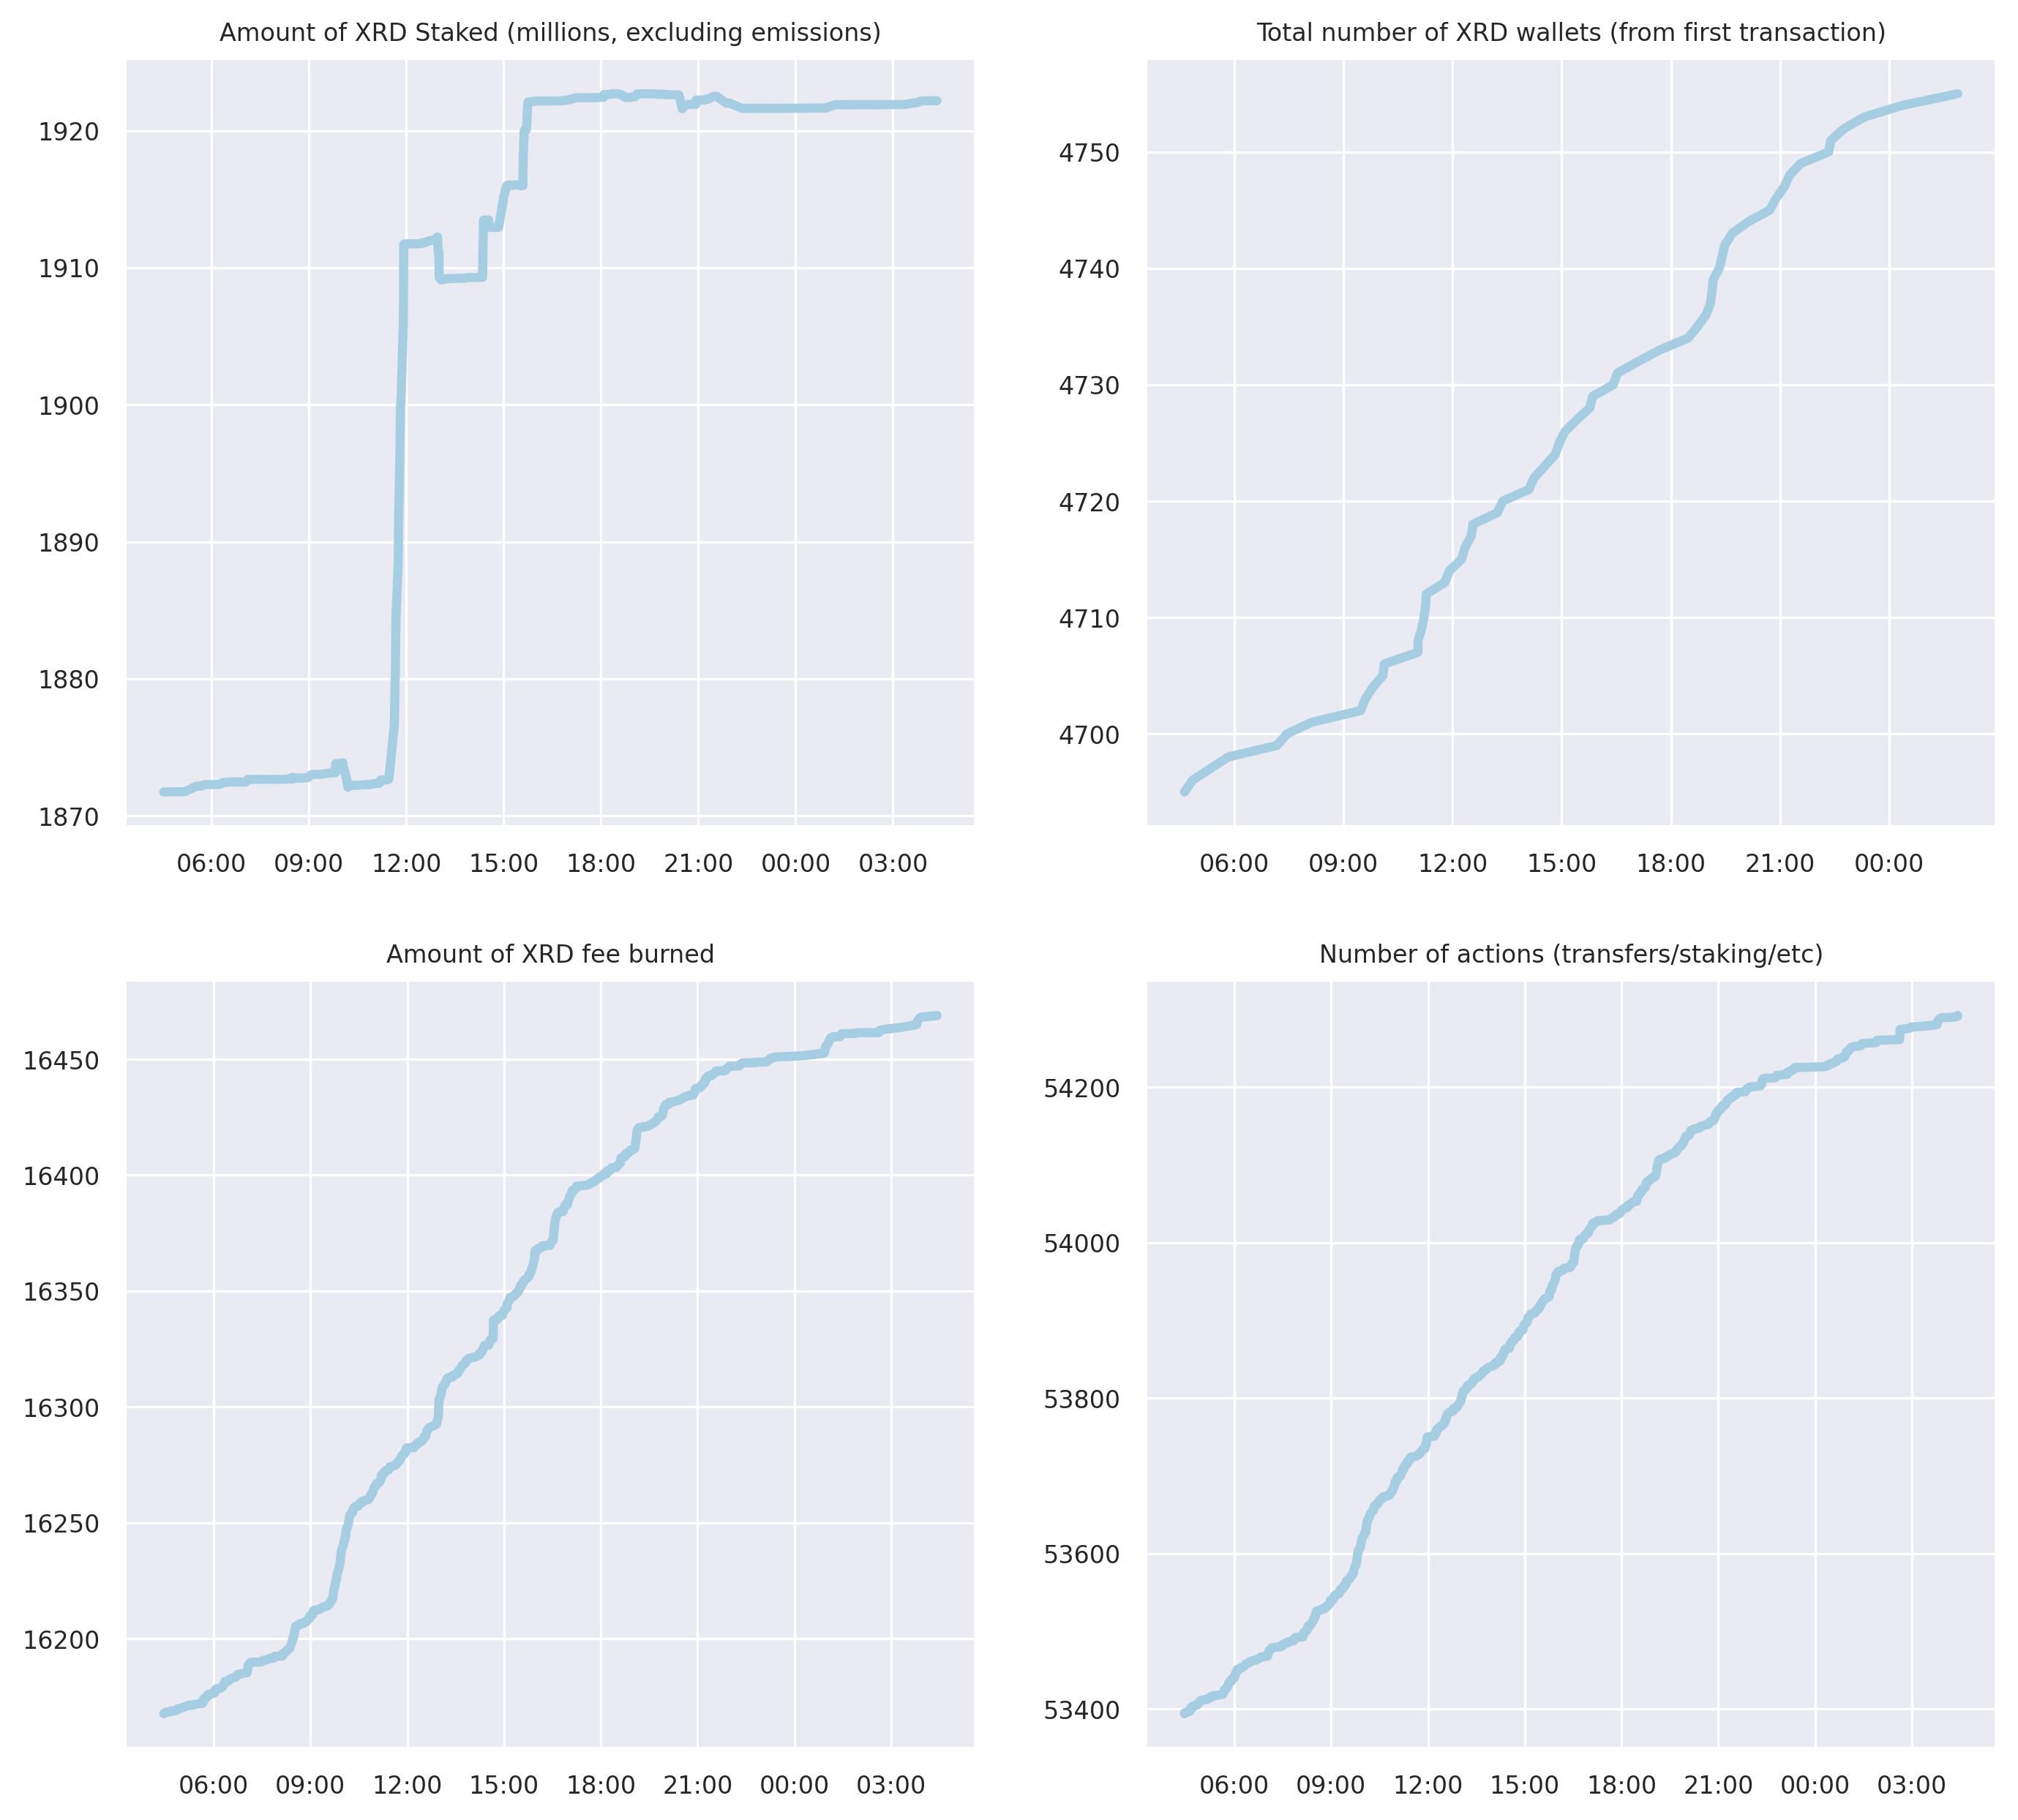 Amount of XRD Staked (millions, excluding emissions)
1920
1910
1900
1890
1880
1870
06:00 09:00 12:00 15:00 18:00 21:00 00:00 03:00
Total number of XRD wallets (from first transaction)
4750
4740
4730
4720
4710
4700
06:00 09:00 12:00 15:00 18:00 21:00 00:00
Amount of XRD fee burned
16450
16400
16350
16300
16250
16200
06:00 09:00 12:00 15:00 18:00 21:00 00:00 03:00
Number of actions (transfers/staking/etc)
54200
54000
53800
53600
53400
06:00 09:00 12:00 15:00 18:00 21:00 00:00 03:00